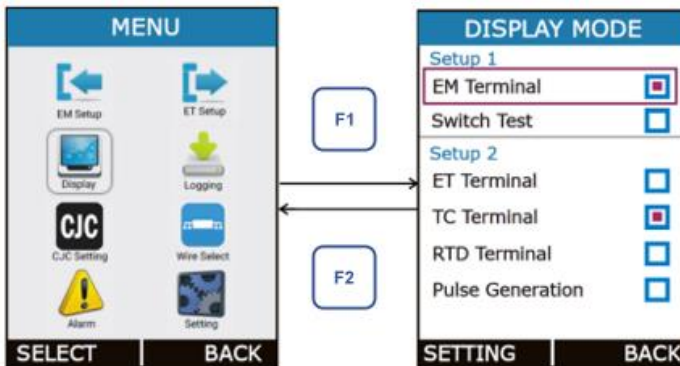 MENU
EM Setup
ET Setup
Display
Logging
CJC
CJC Setting
Wire Select
Alarm
Setting
SELECT
BACK
F1
F2
DISPLAY MODE
Setup 1
EM Terminal
Switch Test
Setup 2
ET Terminal
TC Terminal
RTD Terminal
Pulse Generation
SETTING
BACK